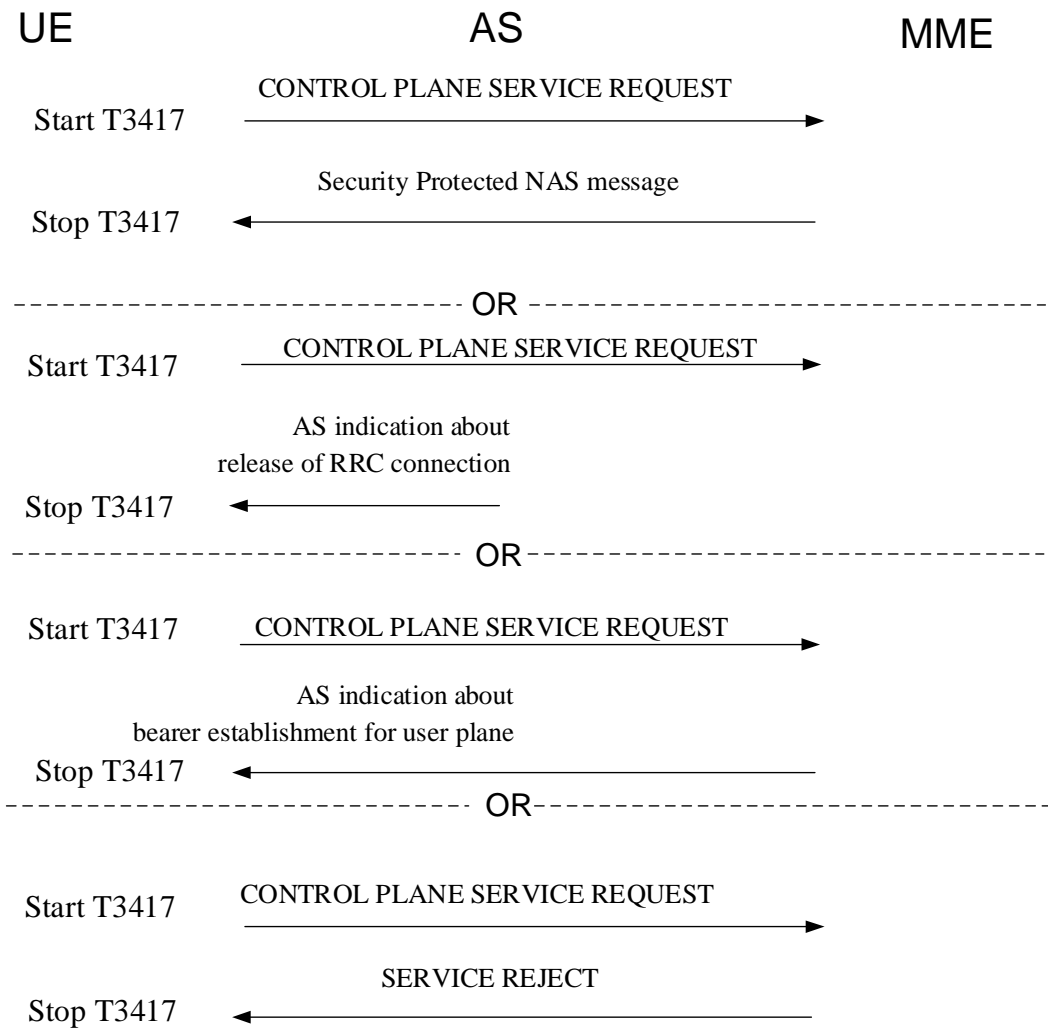 UE AS MME
CONTROL PLANE SERVICE REQUEST
Start T3417
Security Protected NAS message
Stop T3417
OR
CONTROL PLANE SERVICE REQUEST
Start T3417
AS indication about
release of RRC connection
Stop T3417
OR
Start T3417 CONTROL PLANE SERVICE REQUEST
AS indication about
bearer establishment for user plane
Stop T3417
OR
CONTROL PLANE SERVICE REQUEST
Start T3417
SERVICE REJECT
Stop T3417